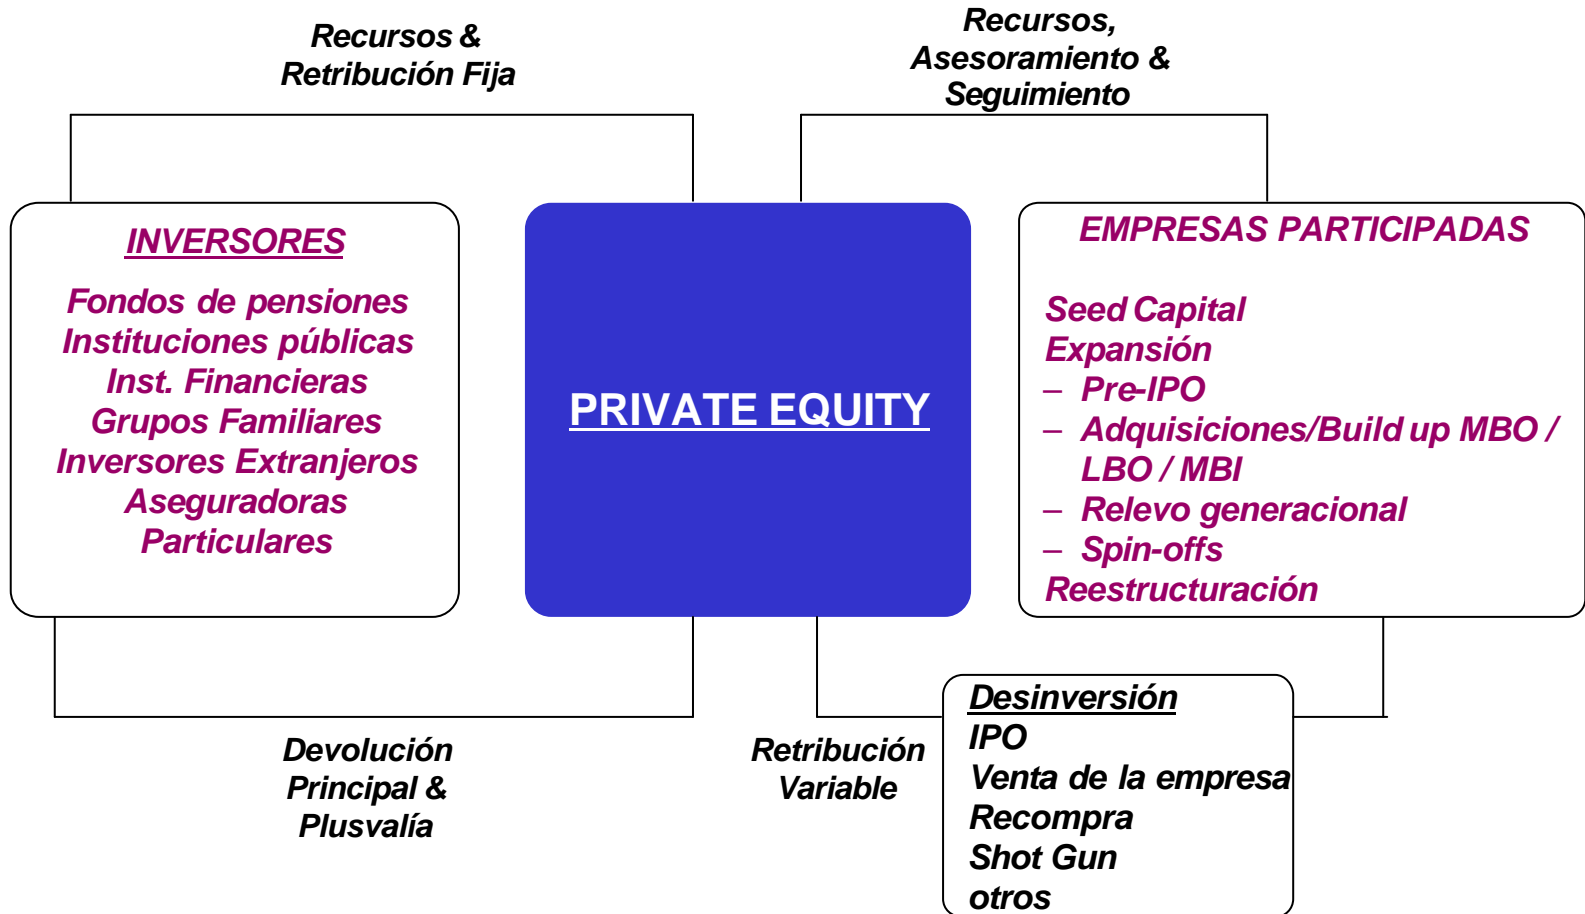 Recursos &
Retribución Fija
Recursos,
Asesoramiento &
Seguimiento
INVERSORES
Fondos de pensiones
Instituciones públicas
Inst. Financieras
Grupos Familiares
Inversores Extranjeros
Aseguradoras
Particulares
PRIVATE EQUITY
EMPRESAS PARTICIPADAS
Seed Capital
Expansión
– Pre-IPO
– Adquisiciones/Build up MBO /
LBO / MBI
– Relevo generacional
– Spin-offs
Reestructuración
Devolución
Principal &
Plusvalía
Retribución
Variable
Desinversión
IPO
Venta de la empresa
Recompra
Shot Gun
otros